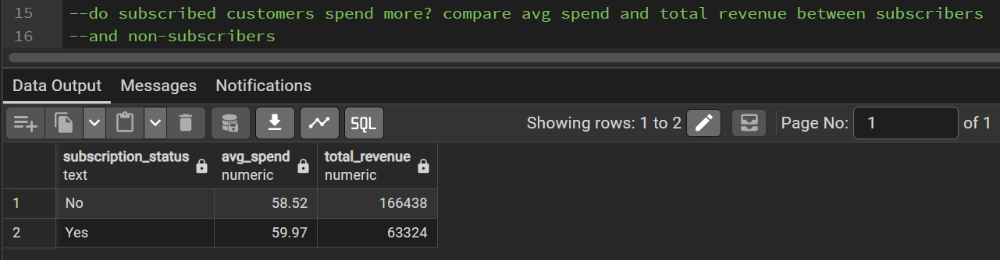 15 --do subscribed customers spend more? compare avg spend and total revenue between subscribers
16 --and non-subscribers
Data Output Messages Notifications
SQL Showing rows: 1 to 2 Page No: 1 of 1
subscription_status avg_spend total_revenue
text numeric numeric
1 No 58.52 166438
2 Yes 59.97 63324